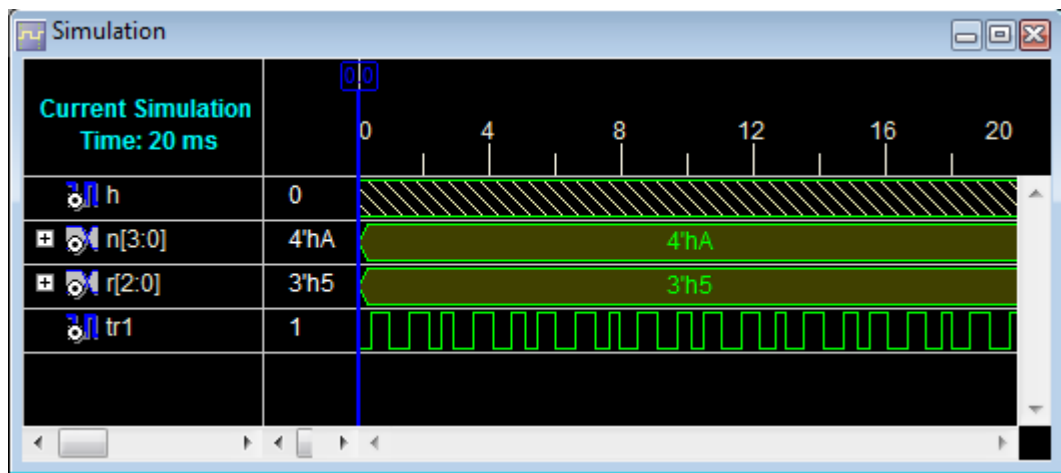 Simulation
0.0
Current Simulation
Time: 20 ms
0 4 8 12 16 20
h 0
n[3:0] 4'hA 4'hA
r[2:0] 3'h5 3'h5
tr1 1